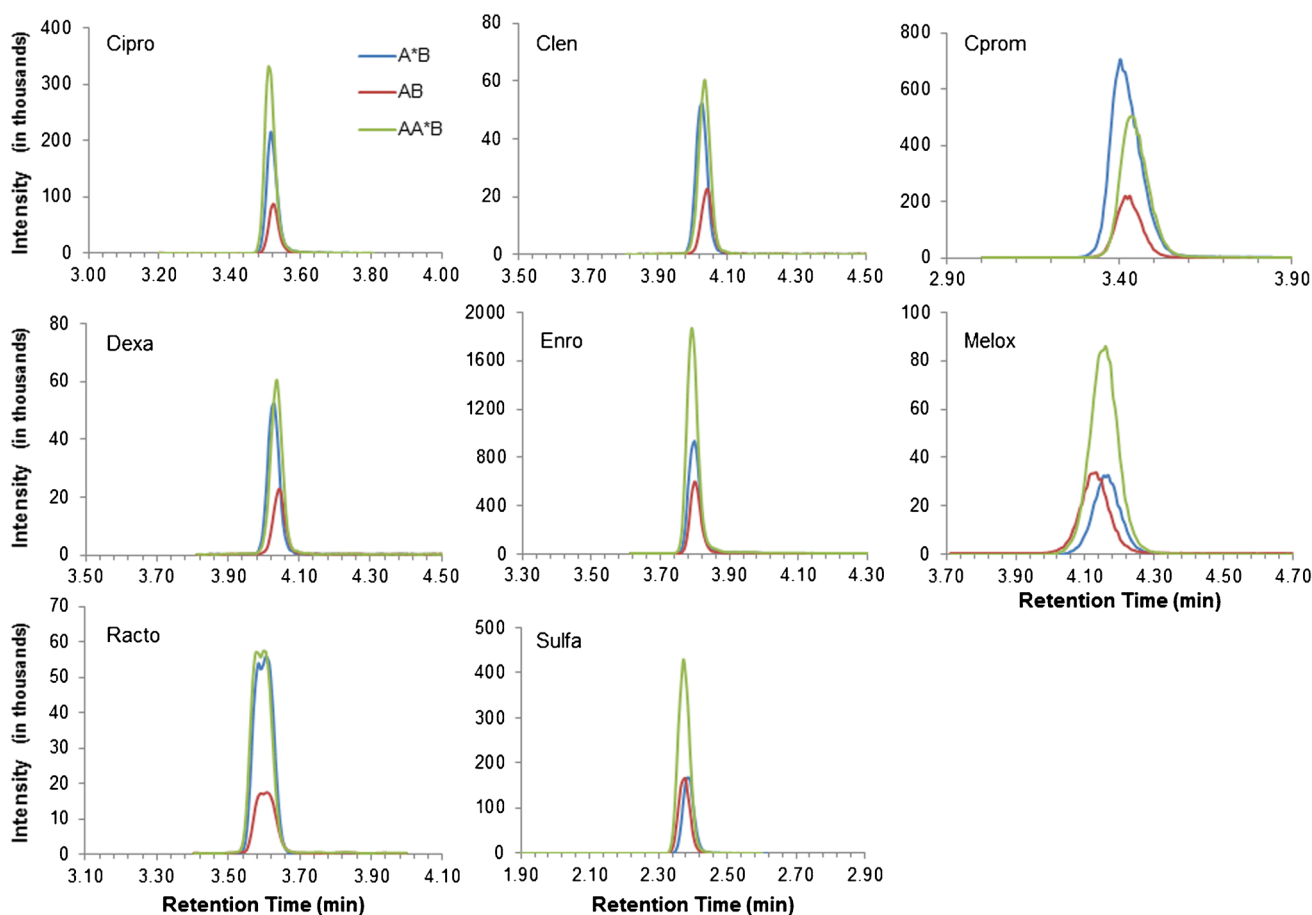 Intensity (in thousands)
Cipro
400
300
200
100
0
3.00 3.20 3.40 3.60 3.80 4.00
A*B
AB
AA*B
Clen
80
60
40
20
0
3.50 3.70 3.90 4.10 4.30 4.50
Cprom
800
600
400
200
0
2.90 3.40 3.90
Intensity (in thousands)
Dexa
80
60
40
20
0
3.50 3.70 3.90 4.10 4.30 4.50
Enro
2000
1600
1200
800
400
0
3.30 3.50 3.70 3.90 4.10 4.30
Melox
100
80
60
40
20
0
3.70 3.90 4.10 4.30 4.50 4.70
Retention Time (min)
Intensity (in thousands)
Racto
70
60
50
40
30
20
10
0
3.10 3.30 3.50 3.70 3.90 4.10
Retention Time (min)
Sulfa
500
400
300
200
100
0
1.90 2.10 2.30 2.50 2.70 2.90
Retention Time (min)